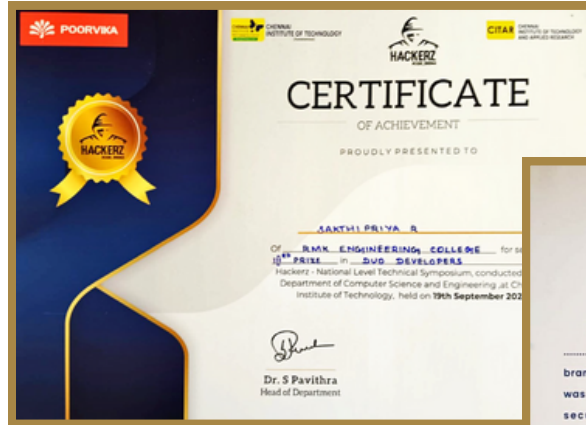 POORVIKA
CHENNAI
INSTITUTE OF TECHNOLOGY
HACKERZ
CITAR
CHENNAI
INSTITUTE OF TECHNOLOGY
AND APPLIED RESEARCH
CERTIFICATE
OF ACHIEVEMENT
PROUDLY PRESENTED TO
HACKERZ
SAKTHI PRIYA R
Of RMK ENGINEERING COLLEGE for se
PRIZE in DUO DEVELOPERS
Hackerz - National Level Technical Symposium, conducted
Department of Computer Science and Engineering, at Ch
Institute of Technology, held on 19th September 202
Dr. S Pavithra
Head of Department
bran
was
secu